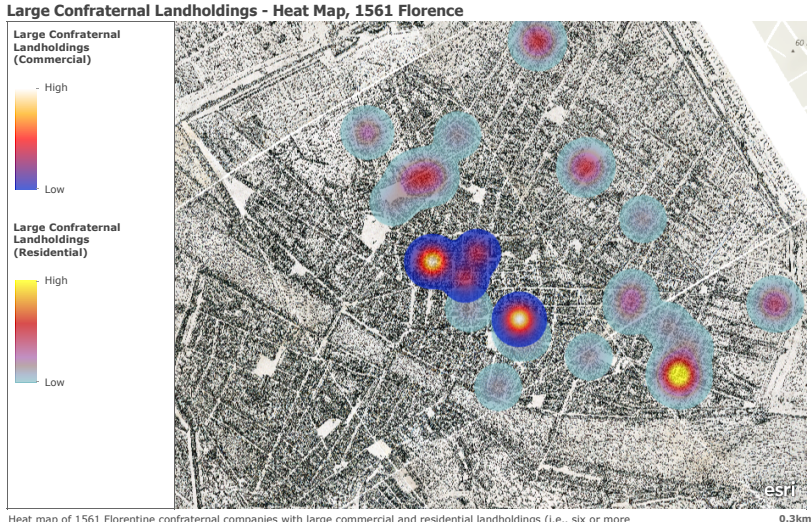 Large Confraternal Landholdings - Heat Map, 1561 Florence
Large Confraternal
Landholdings
(Commercial)
High
Low
Large Confraternal
Landholdings
(Residential)
High
Low
60
esri
Heat map of 1561 Florentine confraternal companies with large commercial and residential landholdings (i.e., six or more
0.3km